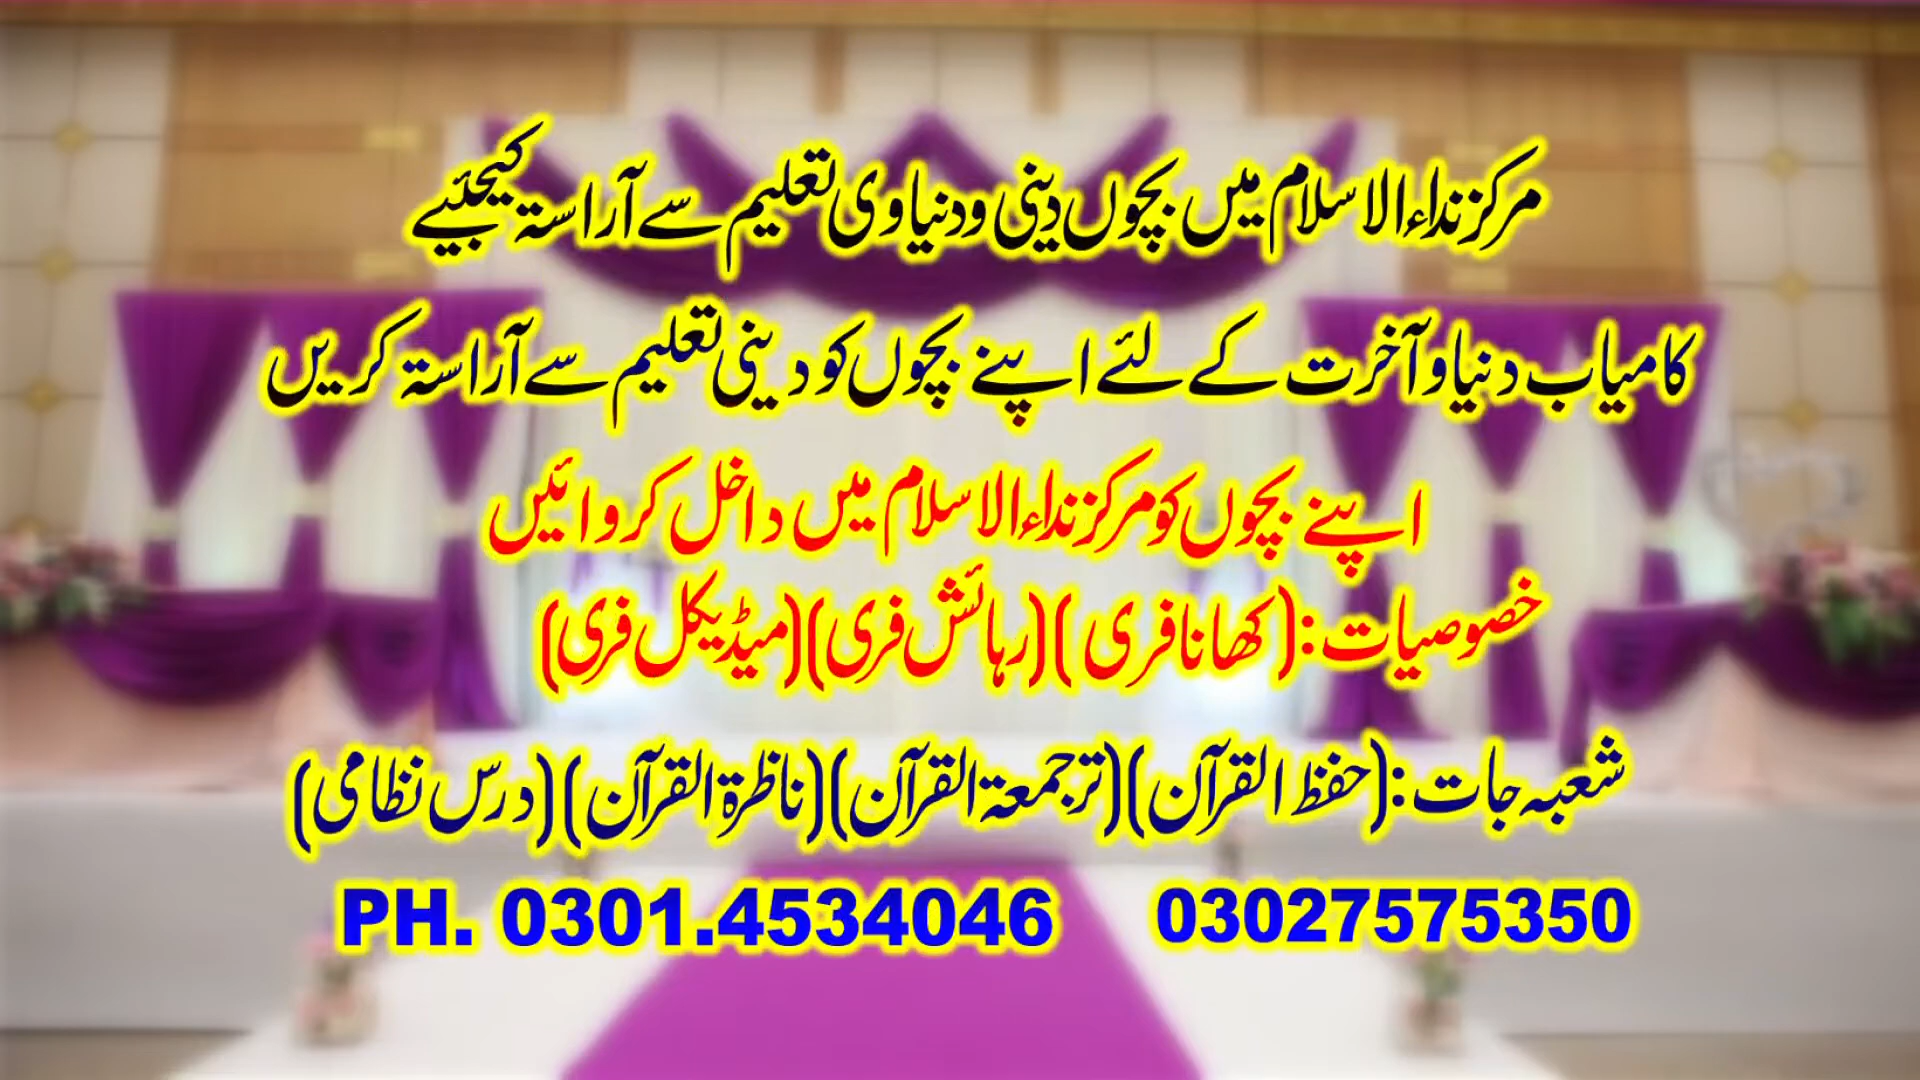 مرکز نداء الاسلام میں بچوں دینی و دنیاوی تعلیم سے آراستہ کیجئیے
کامیاب دنیا و آخرت کے لئے اپنے بچوں کو دینی تعلیم سے آراستہ کریں
اپنے بچوں کو مرکز نداء الاسلام میں داخل کروائیں
خصوصیات: (کھانا فری) (رہائش فری) (میڈیکل فری)
شعبہ جات: (حفظ القرآن) (ترجمعۃ القرآن) (ناظرۃ القرآن) (درس نظامی)
PH. 0301.4534046 03027575350